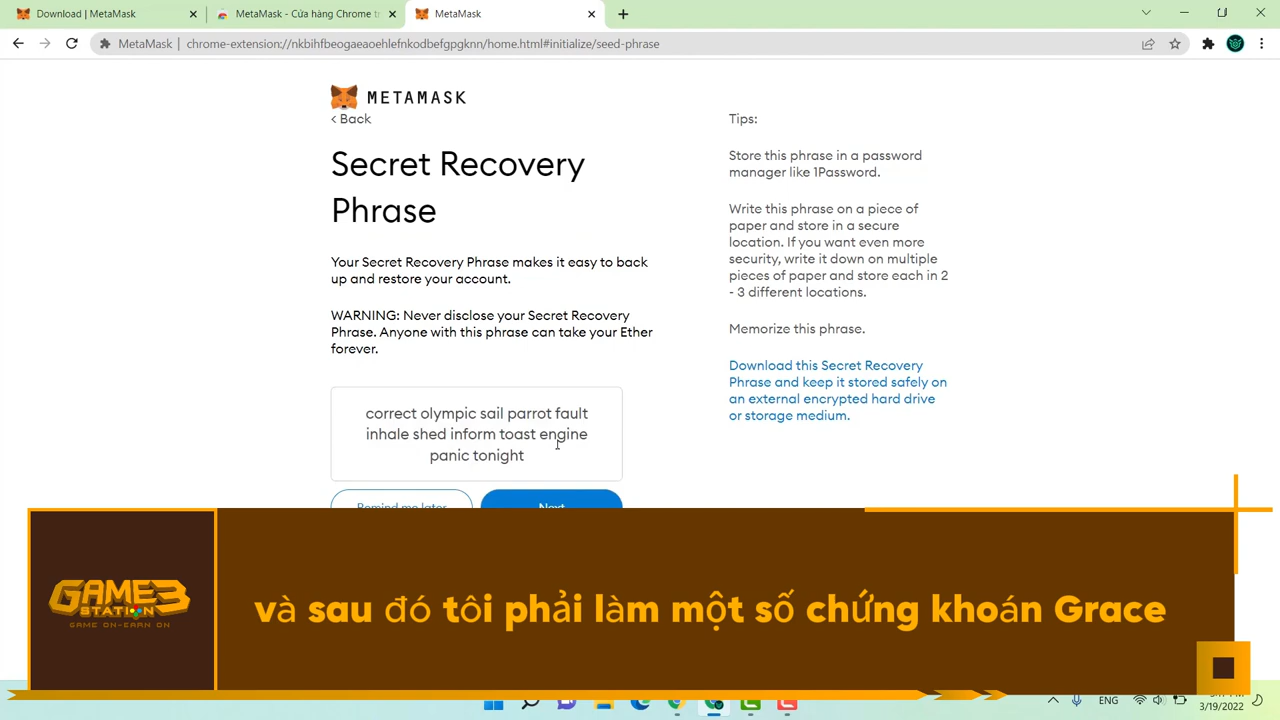 Download | MetaMask
MetaMask - Cửa hàng Chrome t
MetaMask
MetaMask | chrome-extension://nkbihfbeogaeaoehlefnkodbefgpgknn/home.html#initialize/seed-phrase
METAMASK
< Back
Secret Recovery
Phrase
Your Secret Recovery Phrase makes it easy to back
up and restore your account.
WARNING: Never disclose your Secret Recovery
Phrase. Anyone with this phrase can take your Ether
forever.
correct olympic sail parrot fault
inhale shed inform toast engine
panic tonight
Remind me later
Next
Tips:
Store this phrase in a password
manager like 1Password.
Write this phrase on a piece of
paper and store in a secure
location. If you want even more
security, write it down on multiple
pieces of paper and store each in 2
- 3 different locations.
Memorize this phrase.
Download this Secret Recovery
Phrase and keep it stored safely on
an external encrypted hard drive
or storage medium.
GAME3
STATION
GAME ON-EARN ON
và sau đó tôi phải làm một số chứng khoán Grace
ENG
3/19/2022